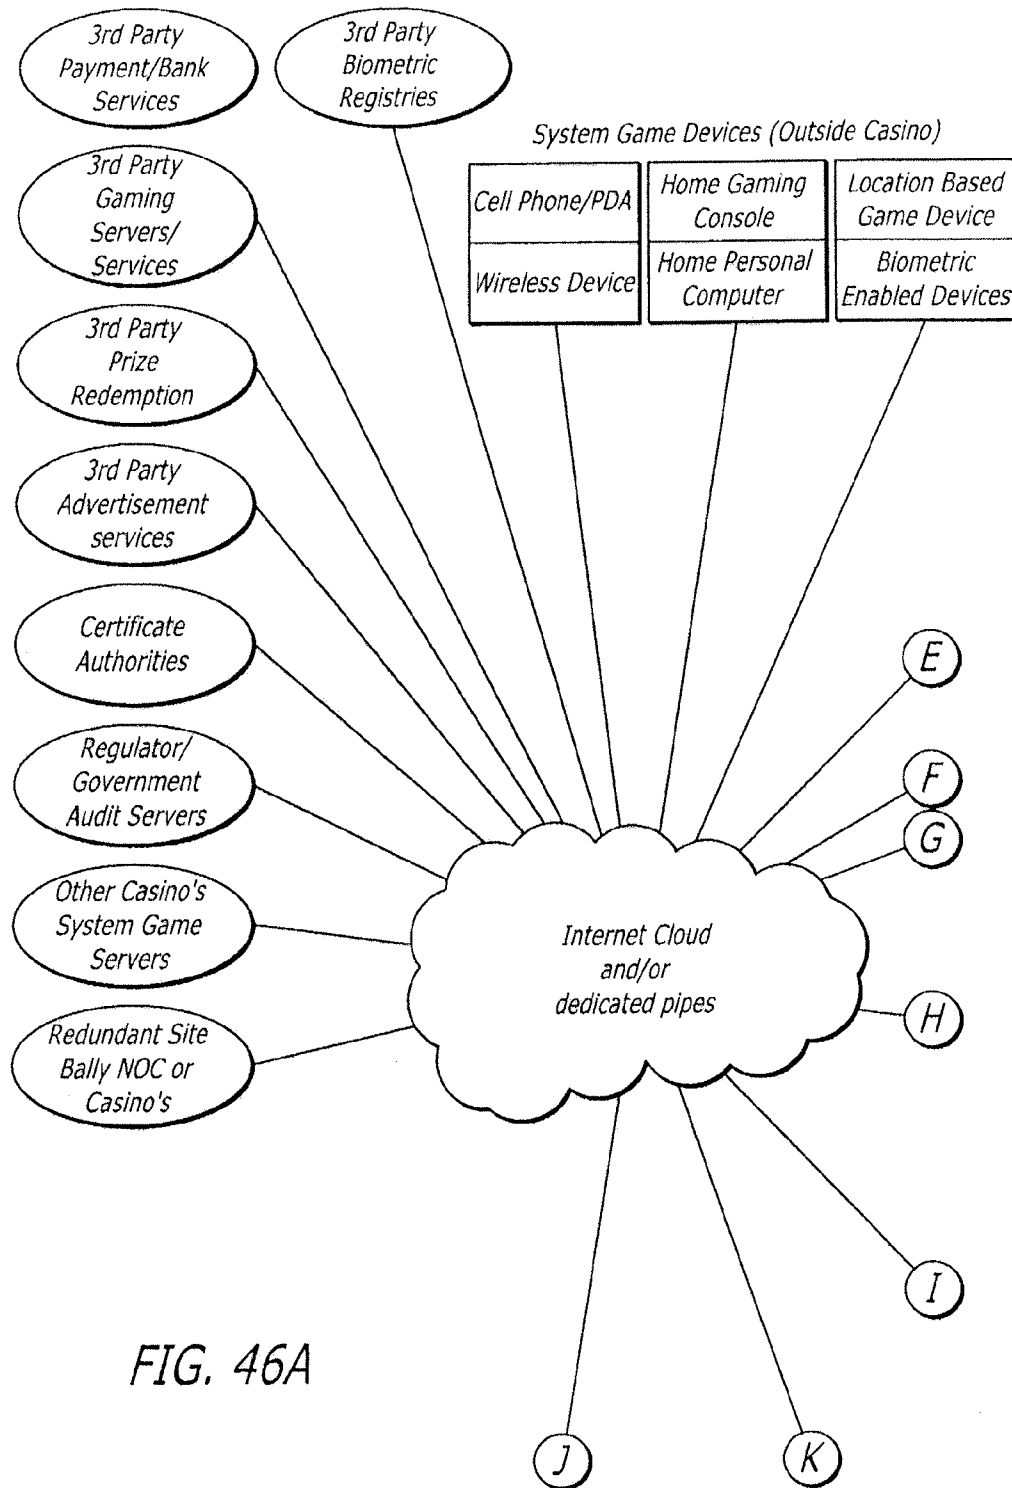 3rd Party
Payment/Bank
Services
3rd Party
Biometric
Registries
System Game Devices (Outside Casino)
Cell Phone/PDA
Wireless Device
Home Gaming
Console
Home Personal
Computer
Location Based
Game Device
Biometric
Enabled Devices
3rd Party
Gaming
Servers/
Services
3rd Party
Prize
Redemption
3rd Party
Advertisement
services
Certificate
Authorities
Regulator/
Government
Audit Servers
Other Casino's
System Game
Servers
Redundant Site
Bally NOC or
Casino's
Internet Cloud
and/or
dedicated pipes
E
F
G
H
I
J
K
FIG. 46A